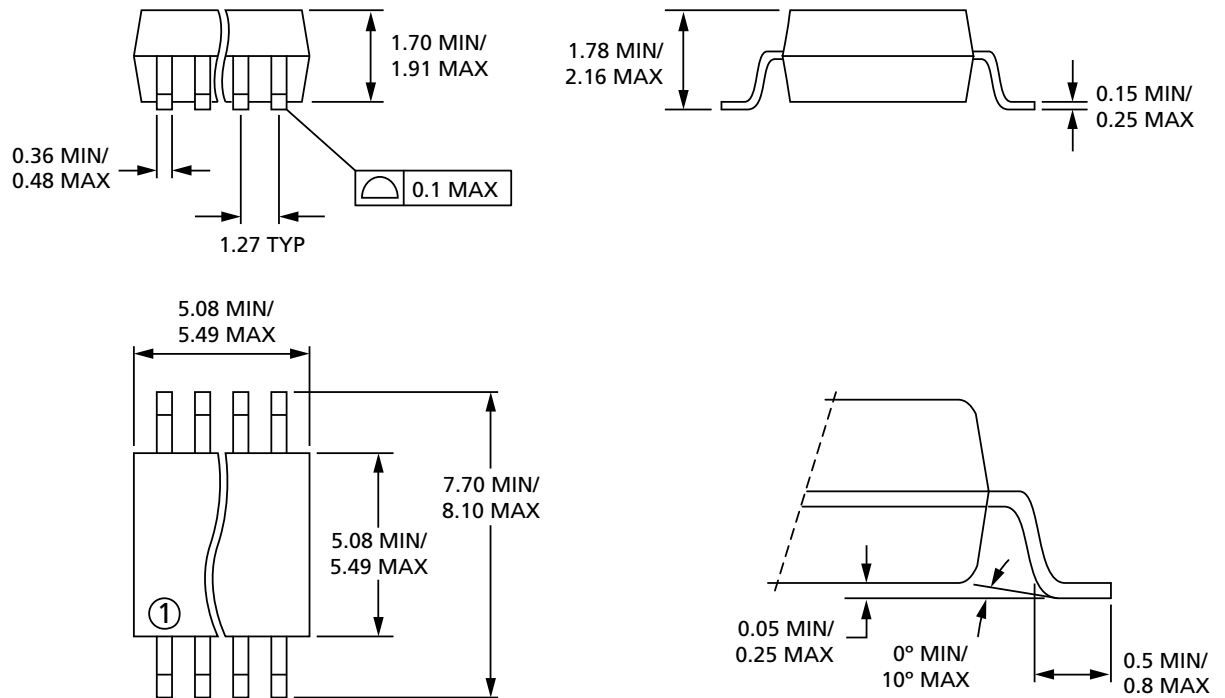 1.70 MIN/
1.91 MAX
1.78 MIN/
2.16 MAX
0.15 MIN/
0.25 MAX
0.36 MIN/
0.48 MAX
0.1 MAX
1.27 TYP
5.08 MIN/
5.49 MAX
7.70 MIN/
8.10 MAX
5.08 MIN/
5.49 MAX
1
0.05 MIN/
0.25 MAX
0º MIN/
10º MAX
0.5 MIN/
0.8 MAX